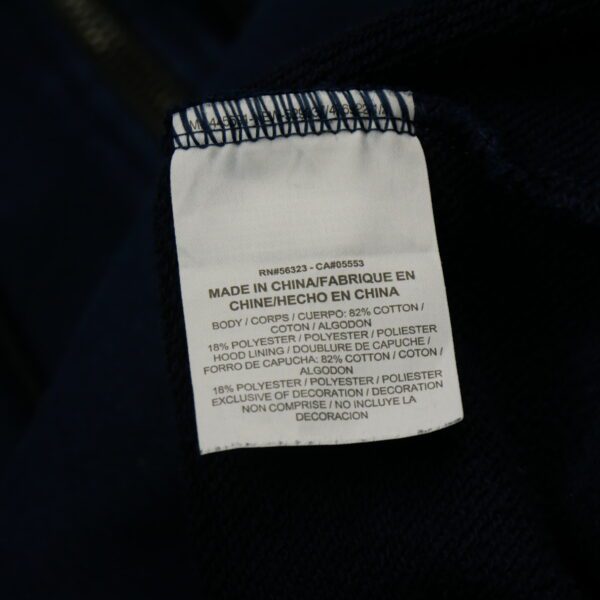 RN#56323 - CA#05553
MADE IN CHINA/FABRIQUE EN
CHINE/HECHO EN CHINA
BODY / CORPS / CUERPO: 82% COTTON /
COTON / ALGODON
18% POLYESTER / POLYESTER / POLIESTER
HOOD LINING / DOUBLURE DE CAPUCHE /
FORRO DE CAPUCHA: 82% COTTON / COTON /
ALGODON
18% POLYESTER / POLYESTER / POLIESTER
EXCLUSIVE OF DECORATION / DECORATION
NON COMPRISE / NO INCLUYE LA
DECORACION